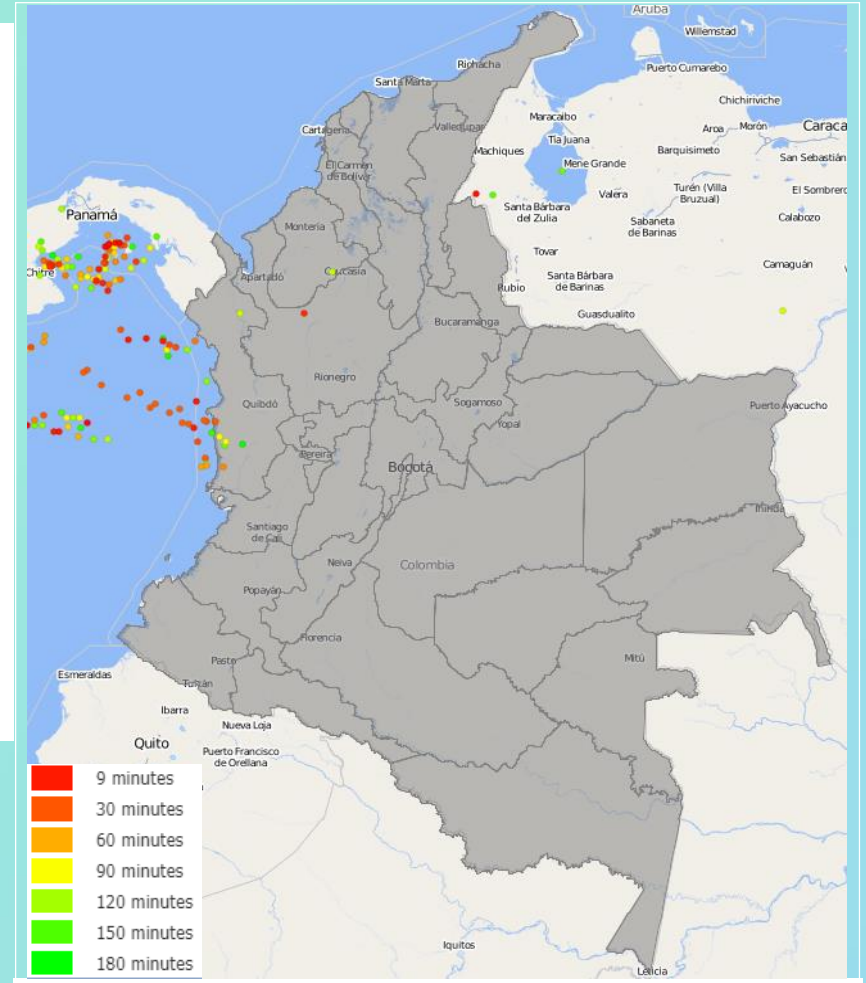 Aruba
Willemstad
Riohacha
Puerto Cumarebo
Santa Marta
Chichiriviche
Maracaibo
Cartagena
Valledupar
Aroa
Morón
Caraca
Tia Juana
Machiques
Barquisimeto
San Sebastián
Mene Grande
El Carmen
de Bolívar
Turén (Villa
Bruzual)
El Sombrero
Valera
Santa Bárbara
del Zulia
Panamá
Calabozo
Sabaneta
de Barinas
Montería
Tovar
Camaguán
Chitré
Apartadó
Caucasia
Santa Bárbara
de Barinas
Rubio
Guasdualito
Bucaramanga
Rionegro
Quibdó
Sogamoso
Puerto Ayacucho
Yopal
Pereira
Bogotá
Inírida
Santiago
de Cali
Neiva
Colombia
Popayán
Florencia
Mitú
Pasto
Esmeraldas
Tulcán
Ibarra
Nueva Loja
Quito
Puerto Francisco
de Orellana
9 minutes
30 minutes
60 minutes
90 minutes
120 minutes
150 minutes
180 minutes
Iquitos
Leticia